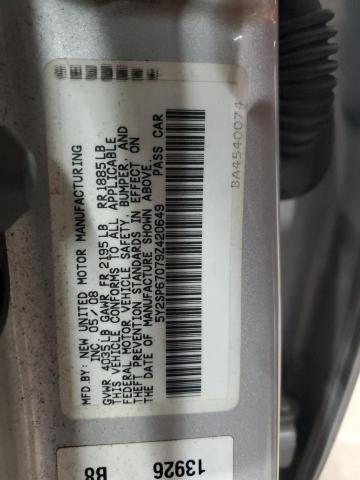 MFD.BY: NEW UNITED MOTOR MANUFACTURING
INC. 05/08
GVWR 4035LB GAWR FR 2195LB RR 1885LB
THIS VEHICLE CONFORMS TO ALL APPLICABLE
FEDERAL MOTOR VEHICLE SAFETY, BUMPER, AND
THEFT PREVENTION STANDARDS IN EFFECT ON
THE DATE OF MANUFACTURE SHOWN ABOVE.
5Y2SP67079Z420649 PASS CAR
BA4540074
13926
B8